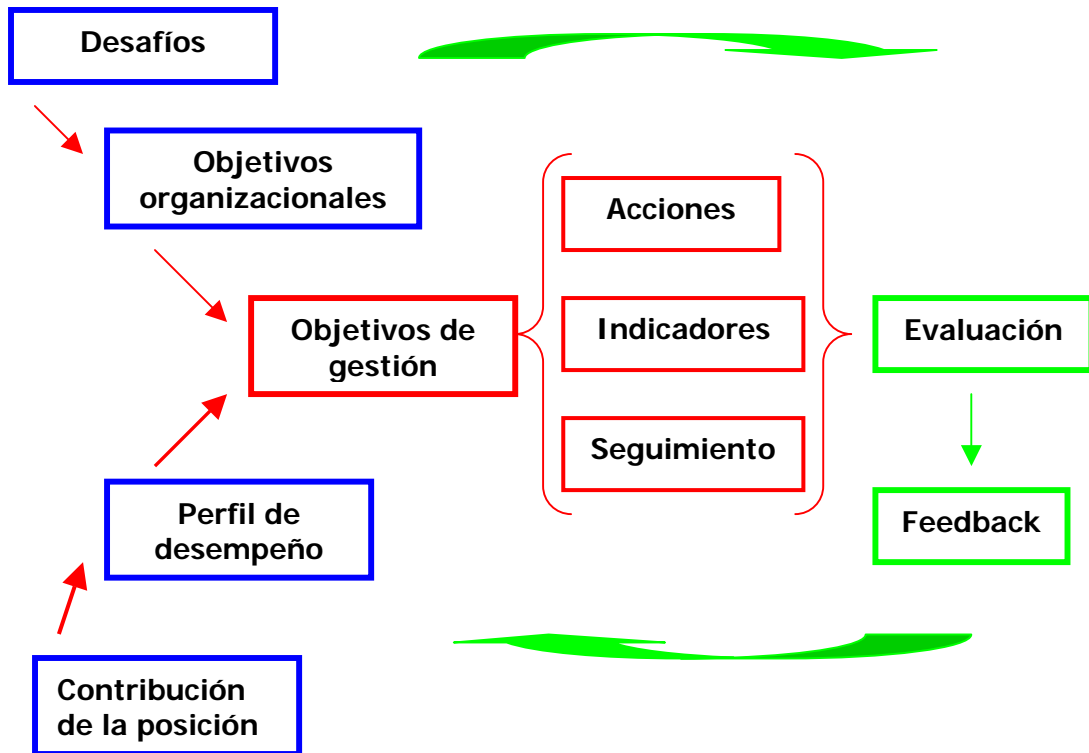 Desafíos
Objetivos
organizacionales
Acciones
Objetivos de
gestión
Indicadores
Evaluación
Seguimiento
Perfil de
desempeño
Feedback
Contribución
de la posición